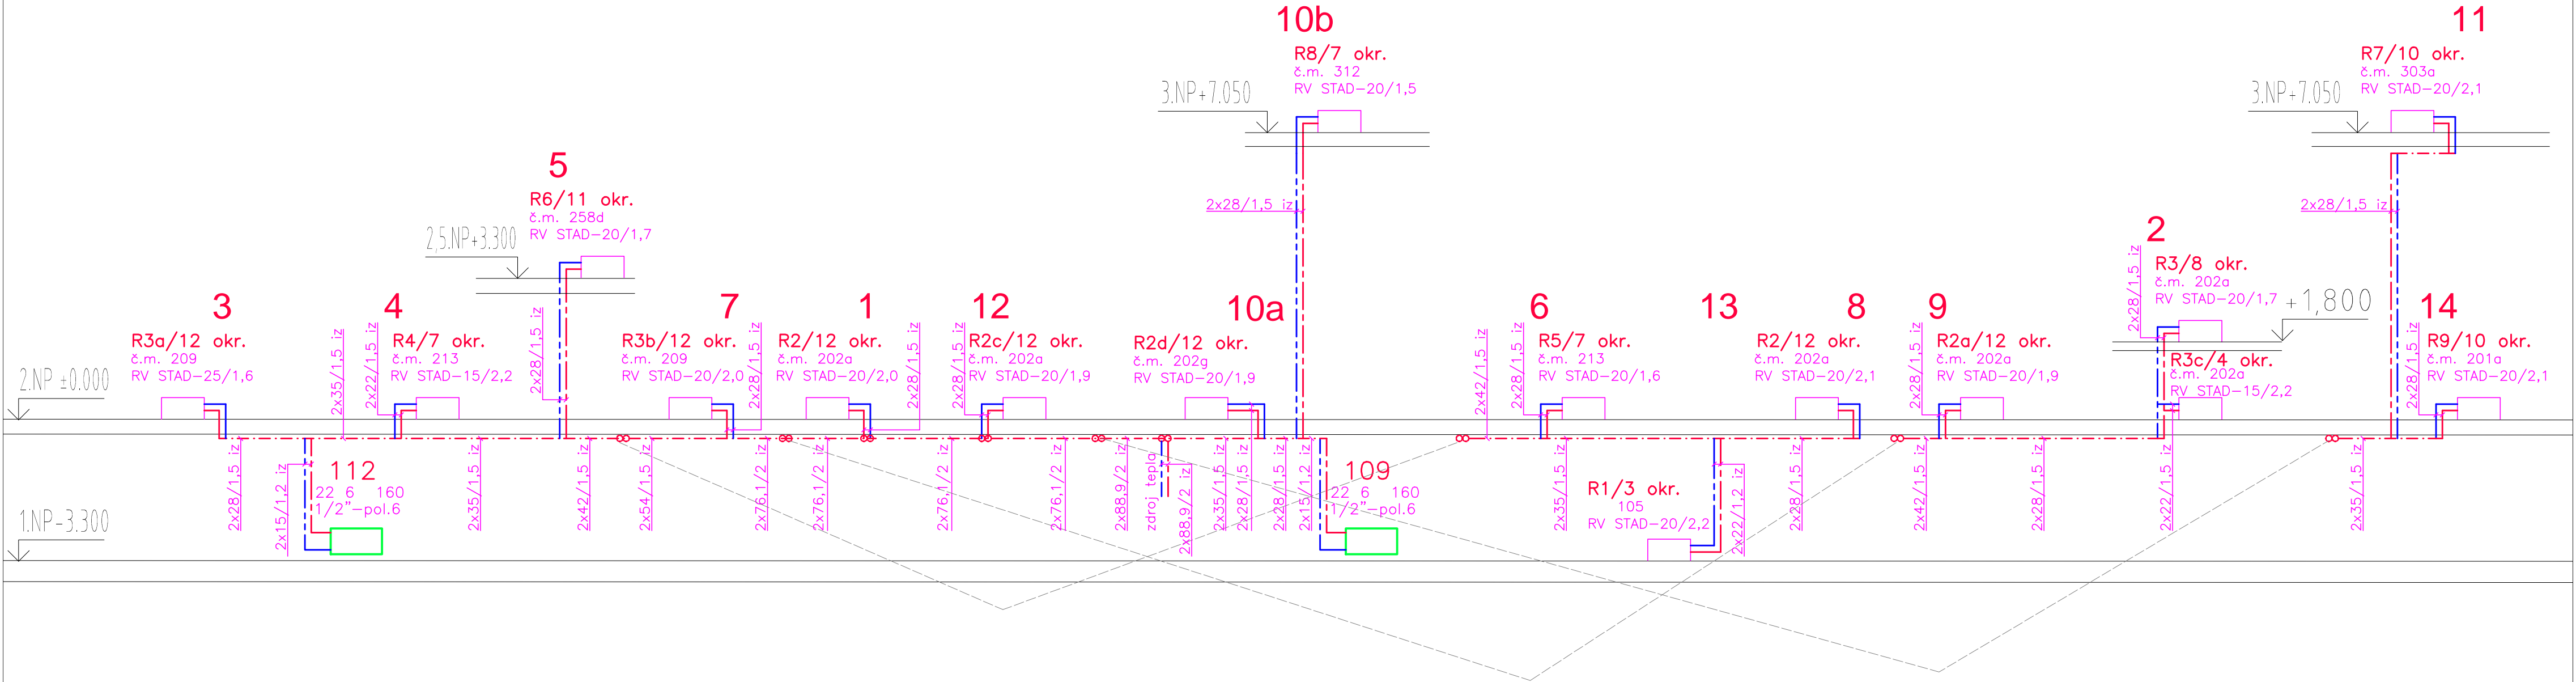 10b
R8/7 okr.
č.m. 312
RV STAD-20/1,5
3.NP+7.050
2x28/1,5 iz
11
R7/10 okr.
č.m. 303a
RV STAD-20/2,1
3.NP+7.050
2x28/1,5 iz
5
R6/11 okr.
č.m. 258d
RV STAD-20/1,7
2,5.NP+3.300
2x28/1,5 iz
2
R3/8 okr.
č.m. 202a
RV STAD-20/1,7
2x28/1,5 iz
+1,800
R3c/4 okr.
č.m. 202a
RV STAD-15/2,2
3
R3a/12 okr.
č.m. 209
RV STAD-25/1,6
2.NP ±0.000
2x35/1,5 iz
2x22/1,5 iz
4
R4/7 okr.
č.m. 213
RV STAD-15/2,2
7
R3b/12 okr.
č.m. 209
RV STAD-20/2,0
2x28/1,5 iz
1
R2/12 okr.
č.m. 202a
RV STAD-20/2,0
2x28/1,5 iz
12
2x28/1,5 iz
R2c/12 okr.
č.m. 202a
RV STAD-20/1,9
10a
R2d/12 okr.
č.m. 202g
RV STAD-20/1,9
2x42/1,5 iz
2x28/1,5 iz
6
R5/7 okr.
č.m. 213
RV STAD-20/1,6
13
8
R2/12 okr.
č.m. 202a
RV STAD-20/2,1
9
2x28/1,5 iz
R2a/12 okr.
č.m. 202a
RV STAD-20/1,9
14
2x28/1,5 iz
R9/10 okr.
č.m. 201a
RV STAD-20/2,1
1.NP-3.300
2x28/1,5 iz
2x15/1,2 iz
112
22 6 160
1/2"-pol.6
2x35/1,5 iz
2x42/1,5 iz
2x54/1,5 iz
2x76,1/2 iz
2x76,1/2 iz
2x76,1/2 iz
2x76,1/2 iz
2x88,9/2 iz
zdroj tepla
2x88,9/2 iz
2x35/1,5 iz
2x28/1,5 iz
2x28/1,5 iz
2x15/1,2 iz
109
22 6 160
1/2"-pol.6
2x35/1,5 iz
R1/3 okr.
105
RV STAD-20/2,2
2x22/1,2 iz
2x28/1,5 iz
2x42/1,5 iz
2x28/1,5 iz
2x22/1,5 iz
2x35/1,5 iz